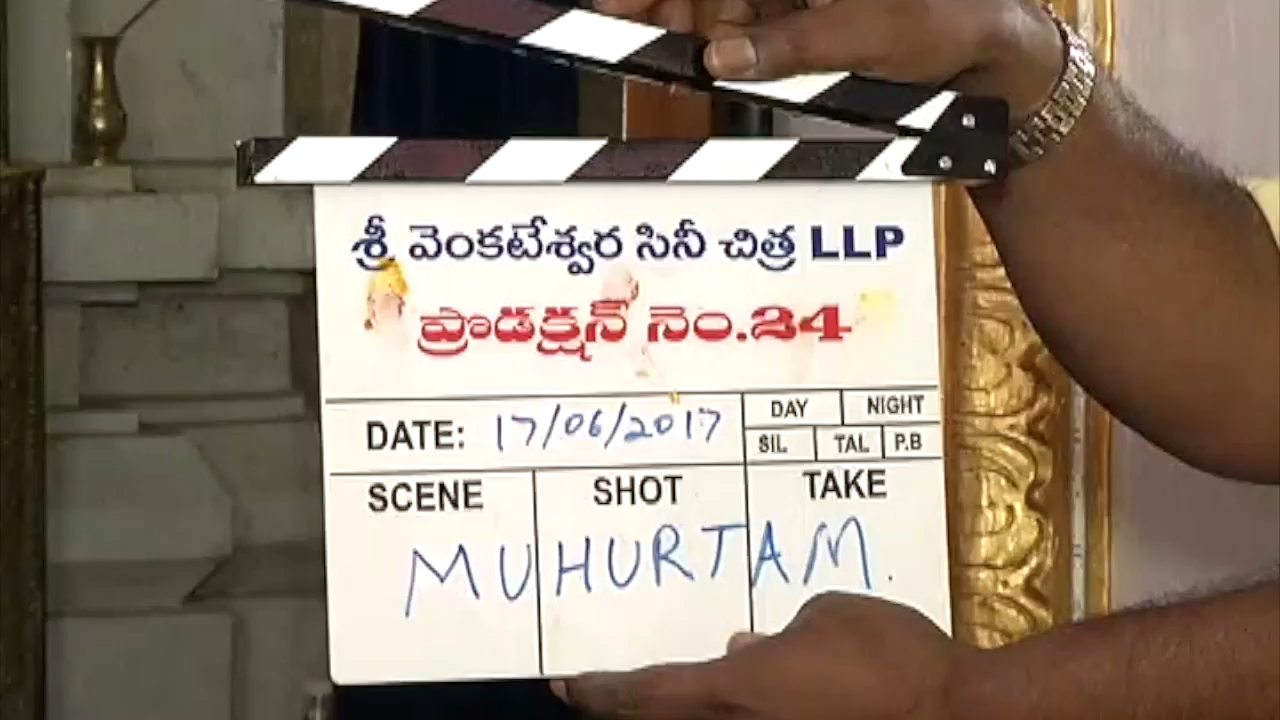 శ్రీ వెంకటేశ్వర సినీ చిత్ర LLP
ప్రొడక్షన్ నెం.24
DATE: 17/06/2017
DAY NIGHT
SIL TAL P.B
SCENE SHOT TAKE
MUHURTAM.